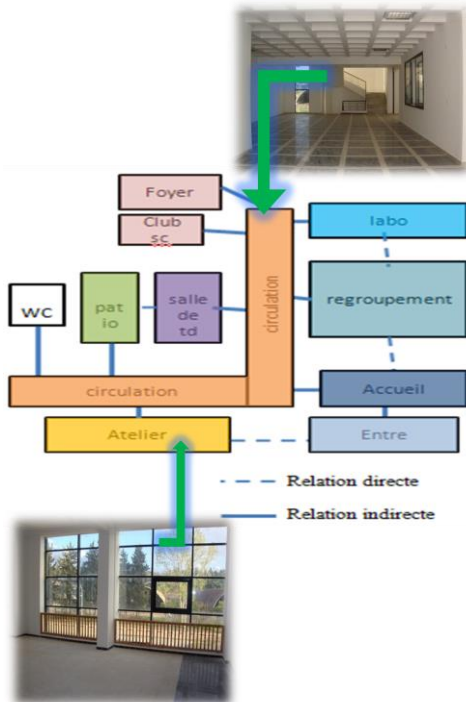 Foyer
Club
sc
labo
circulation
regroupement
WC
pat
io
salle
de
td
circulation
Accueil
Atelier
Entre
Relation directe
Relation indirecte